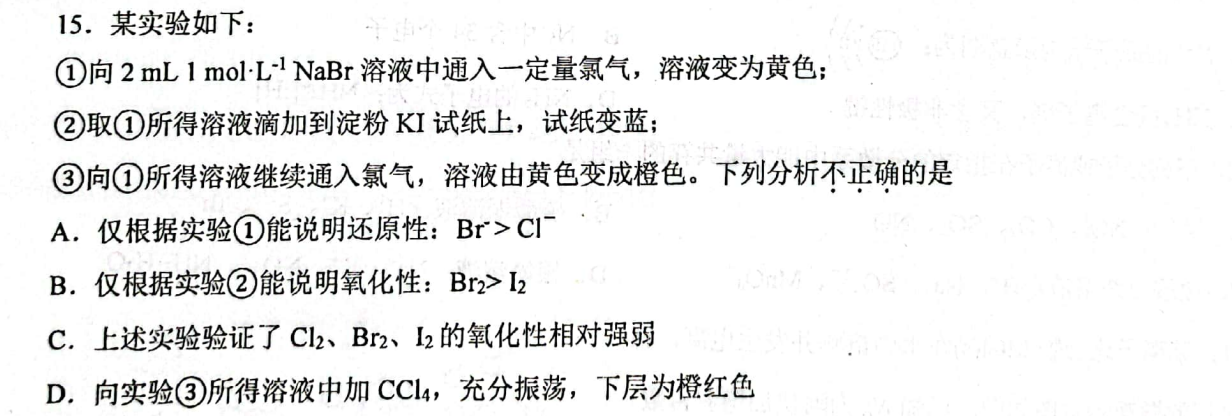 15．某实验如下：
①向 2 mL 1 mol·L⁻¹ NaBr 溶液中通入一定量氯气，溶液变为黄色；
②取①所得溶液滴加到淀粉 KI 试纸上，试纸变蓝；
③向①所得溶液继续通入氯气，溶液由黄色变成橙色。下列分析不正确的是
A．仅根据实验①能说明还原性：Br⁻> Cl⁻
B．仅根据实验②能说明氧化性：Br₂> I₂
C．上述实验验证了 Cl₂、Br₂、I₂ 的氧化性相对强弱
D．向实验③所得溶液中加 CCl₄，充分振荡，下层为橙红色